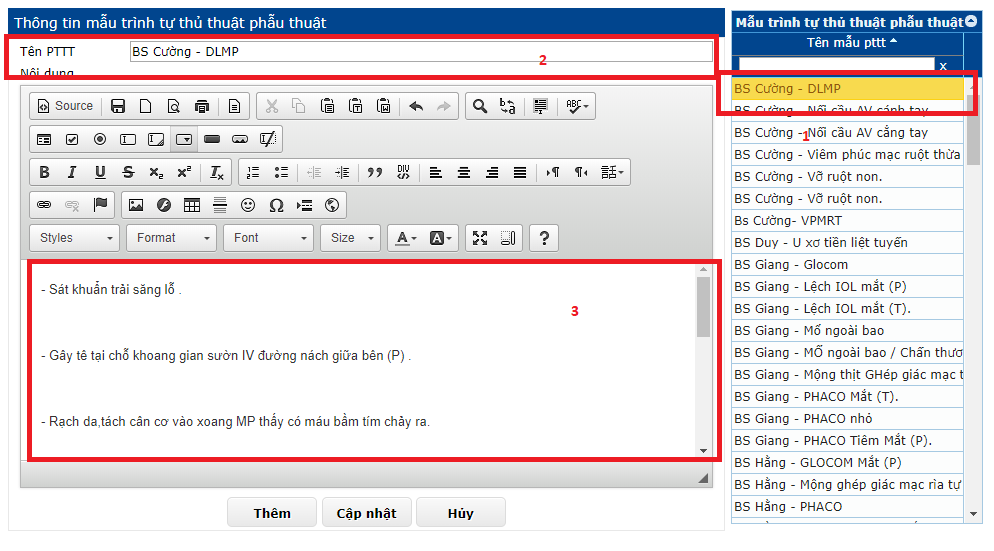 Thông tin mẫu trình tự thủ thuật phẫu thuật
Tên PTTT
BS Cường - DLMP
2
Nội dung
Source
ABC
B I U S x₂ x² Tx
DIV
Styles
Format
Font
Size
A
A
?
- Sát khuẩn trải săng lỗ .
3
- Gây tê tại chỗ khoang gian sườn IV đường nách giữa bên (P) .
- Rạch da,tách cân cơ vào xoang MP thấy có máu bầm tím chảy ra.
Thêm
Cập nhật
Hủy
Mẫu trình tự thủ thuật phẫu thuật
Tên mẫu pttt
x
BS Cường - DLMP
BS Cường - Nối cầu AV cánh tay
1
BS Cường - Nối cầu AV cẳng tay
BS Cường - Viêm phúc mạc ruột thừa
BS Cường - Vỡ ruột non.
BS Cường - Vỡ ruột non.
Bs Cường- VPMRT
BS Duy - U xơ tiền liệt tuyến
BS Giang - Glocom
BS Giang - Lệch IOL mắt (P)
BS Giang - Lệch IOL mắt (T).
BS Giang - Mổ ngoài bao
BS Giang - MỔ ngoài bao / Chấn thươ
BS Giang - Mộng thịt GHép giác mạc t
BS Giang - PHACO Mắt (T).
BS Giang - PHACO nhỏ
BS Giang - PHACO Tiêm Mắt (P).
BS Hằng - GLOCOM Mắt (P)
BS Hằng - Mộng ghép giác mạc rìa tự
BS Hằng - PHACO